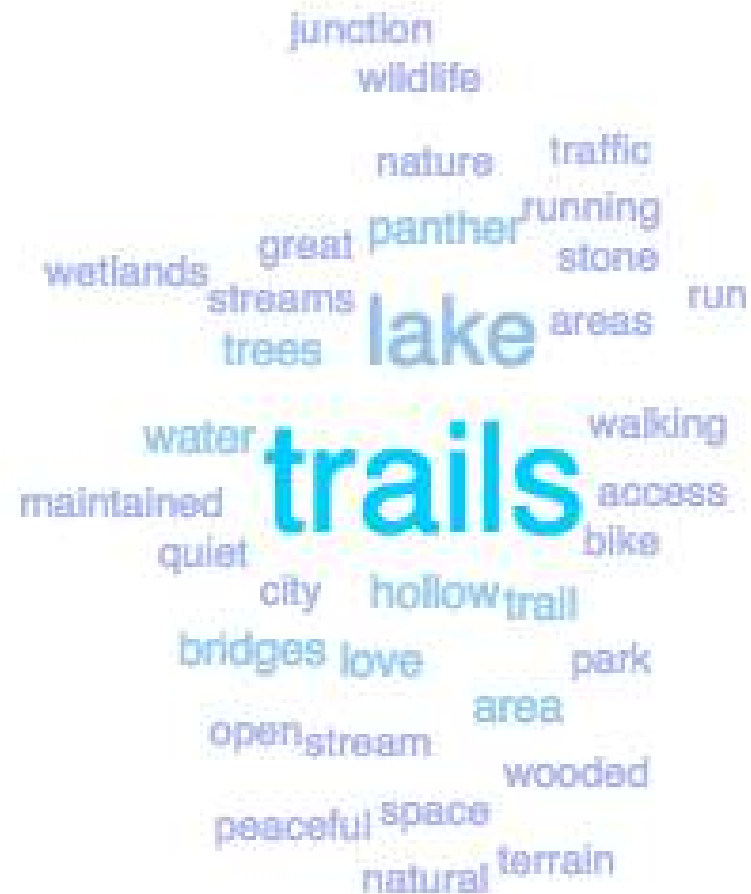 junction
wildlife
nature traffic
running
great panther
wetlands stone
streams run
trees lake areas
water trails walking
maintained access
quiet bike
city hollow trail
bridges love park
area
open stream
wooded
peaceful space
natural terrain